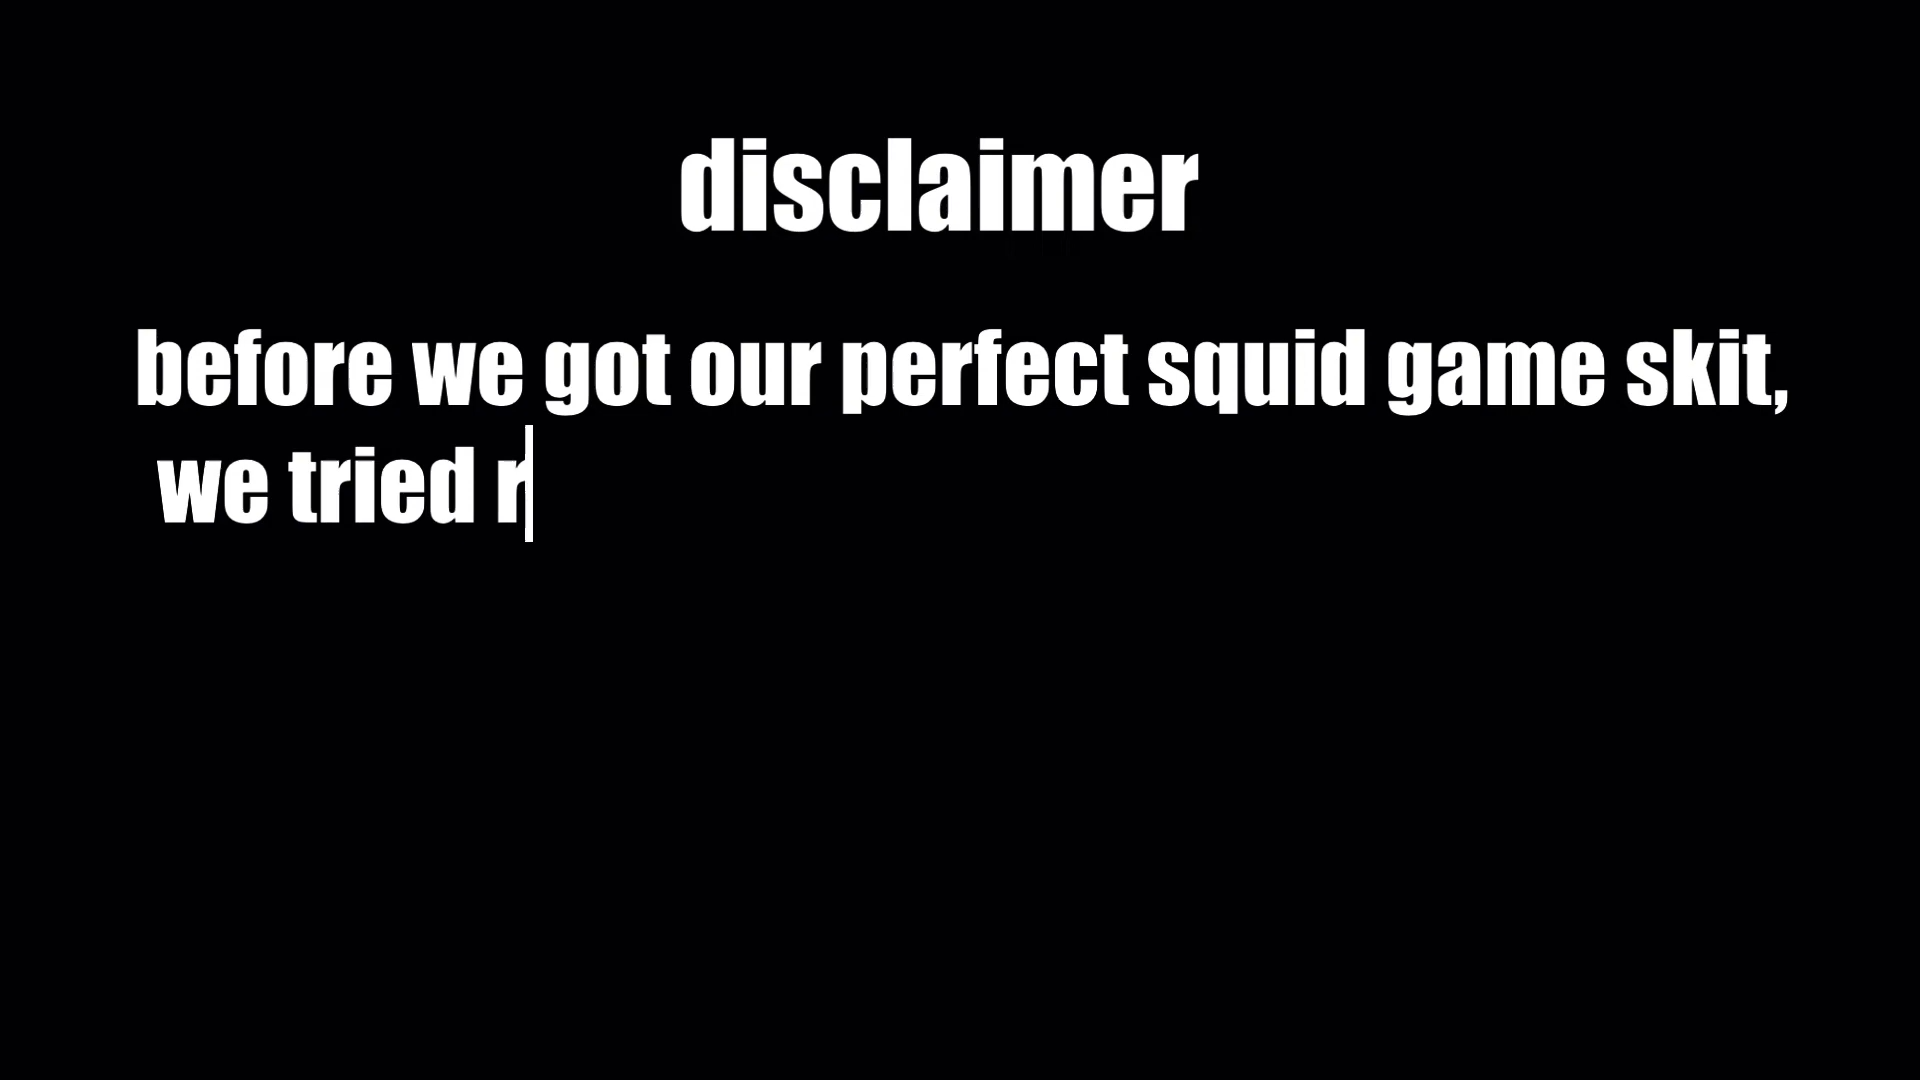 disclaimer
before we got our perfect squid game skit,
we tried r